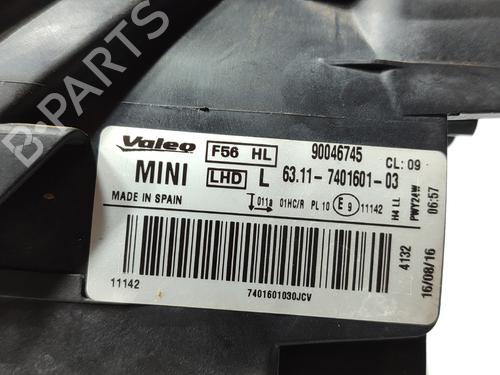 B-PARTS
Valeo F56 HL 90046745 CL: 09
MINI LHD L 63.11-7401601-03
MADE IN SPAIN 011a 01HC/R PL 10 E9 11142
H4 LL PWY24W
4132
16/08/16 06:57
11142
7401601030JCV